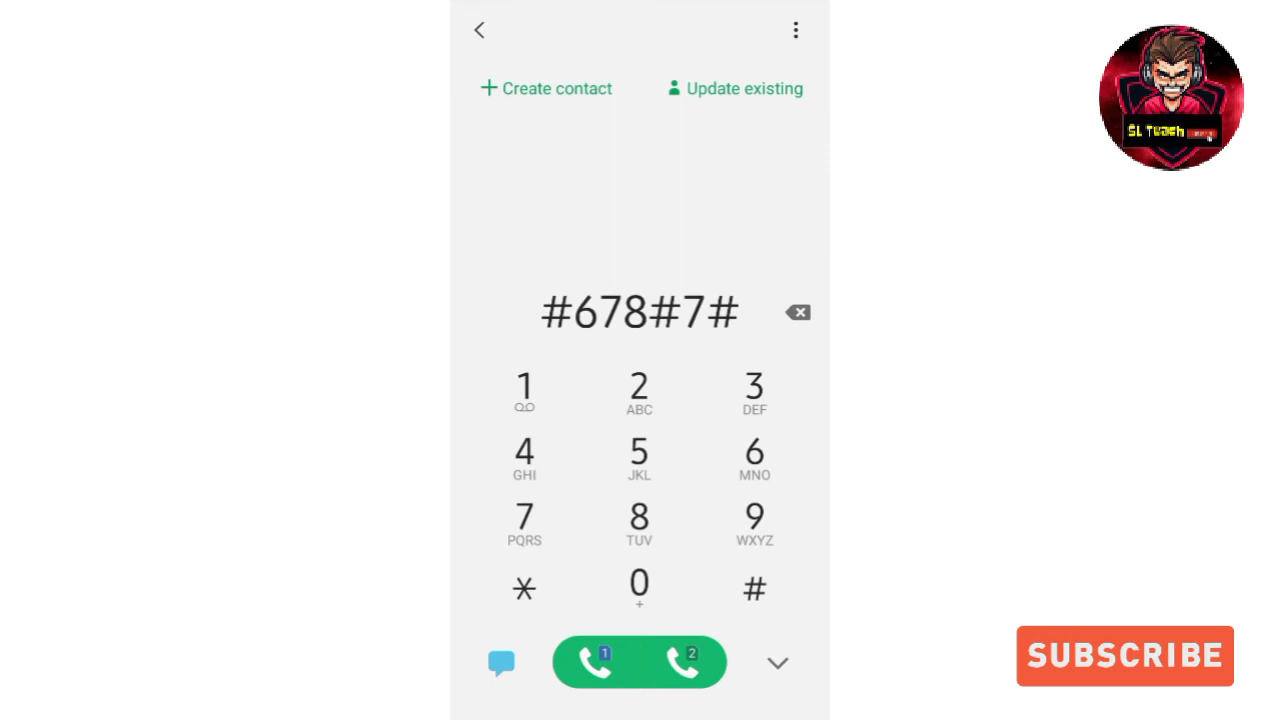 + Create contact
Update existing
SL Teach
#678#7#
1 2 3
ABC DEF
4 5 6
GHI JKL MNO
7 8 9
PQRS TUV WXYZ
* 0 #
+
1 2
SUBSCRIBE